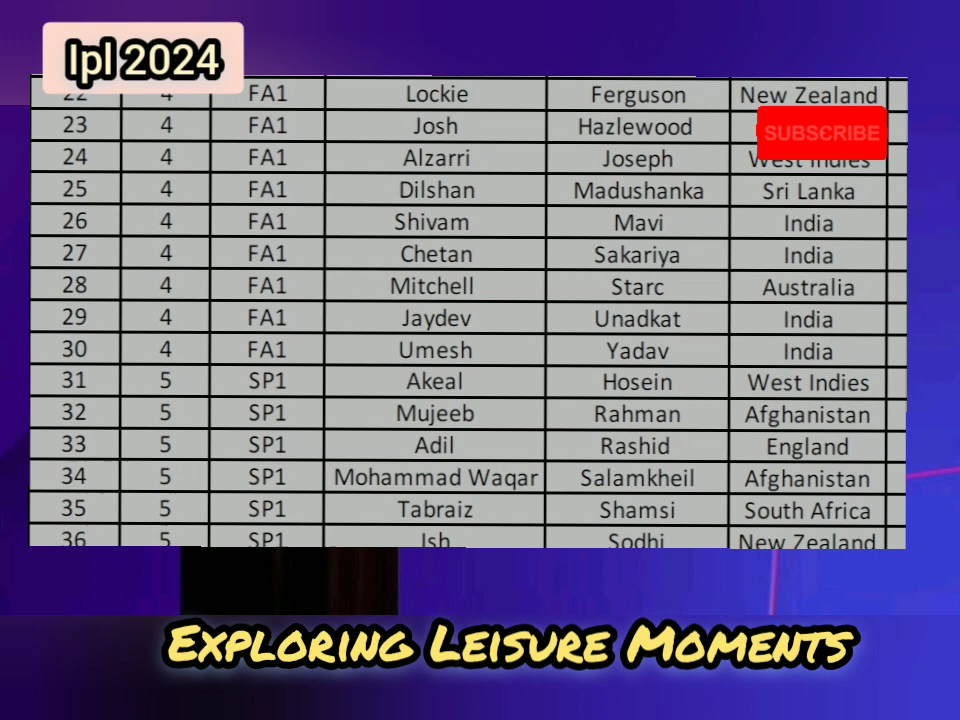 Ipl 2024
22 4 FA1 Lockie Ferguson New Zealand
23 4 FA1 Josh Hazlewood
SUBSCRIBE
24 4 FA1 Alzarri Joseph West Indies
25 4 FA1 Dilshan Madushanka Sri Lanka
26 4 FA1 Shivam Mavi India
27 4 FA1 Chetan Sakariya India
28 4 FA1 Mitchell Starc Australia
29 4 FA1 Jaydev Unadkat India
30 4 FA1 Umesh Yadav India
31 5 SP1 Akeal Hosein West Indies
32 5 SP1 Mujeeb Rahman Afghanistan
33 5 SP1 Adil Rashid England
34 5 SP1 Mohammad Waqar Salamkheil Afghanistan
35 5 SP1 Tabraiz Shamsi South Africa
36 5 SP1 Ish Sodhi New Zealand
Exploring Leisure Moments